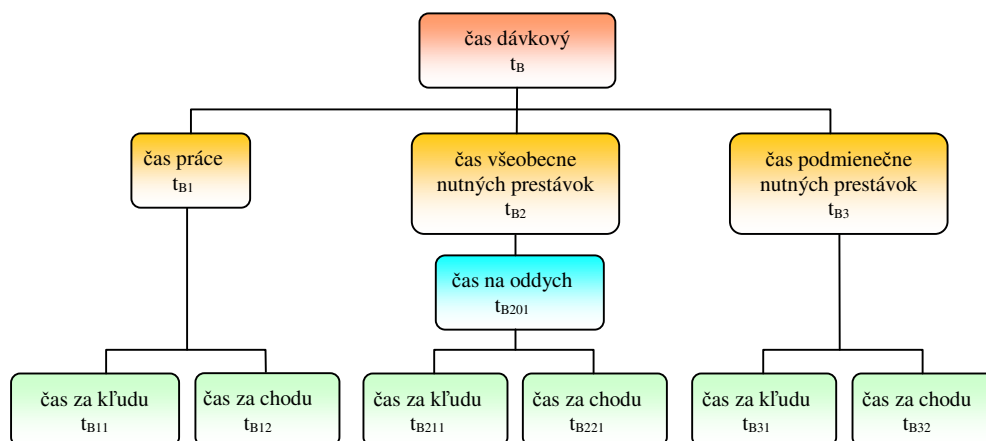 čas dávkový
tB
čas práce
tB1
čas všeobecne
nutných prestávok
tB2
čas podmienečne
nutných prestávok
tB3
čas na oddych
tB201
čas za kľudu
tB11
čas za chodu
tB12
čas za kľudu
tB211
čas za chodu
tB221
čas za kľudu
tB31
čas za chodu
tB32